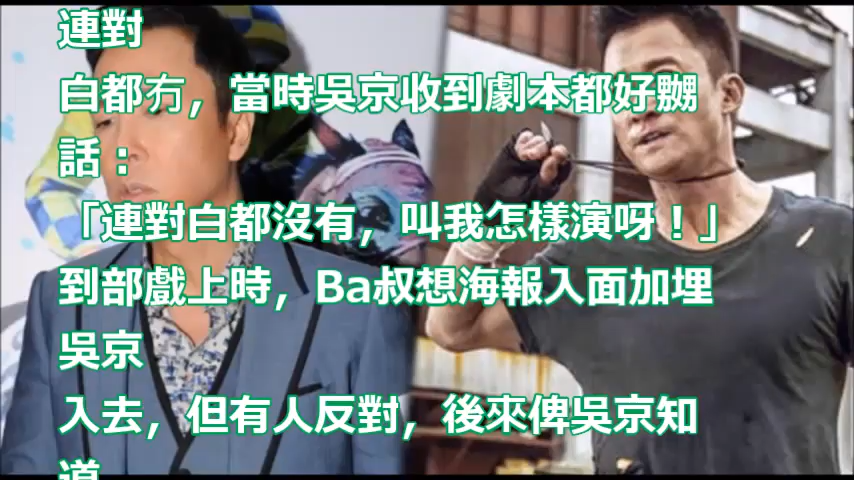 連對
白都冇，當時吳京收到劇本都好嬲
話：
「連對白都沒有，叫我怎樣演呀！」
到部戲上時，Ba叔想海報入面加埋
吳京
入去，但有人反對，後來俾吳京知
道